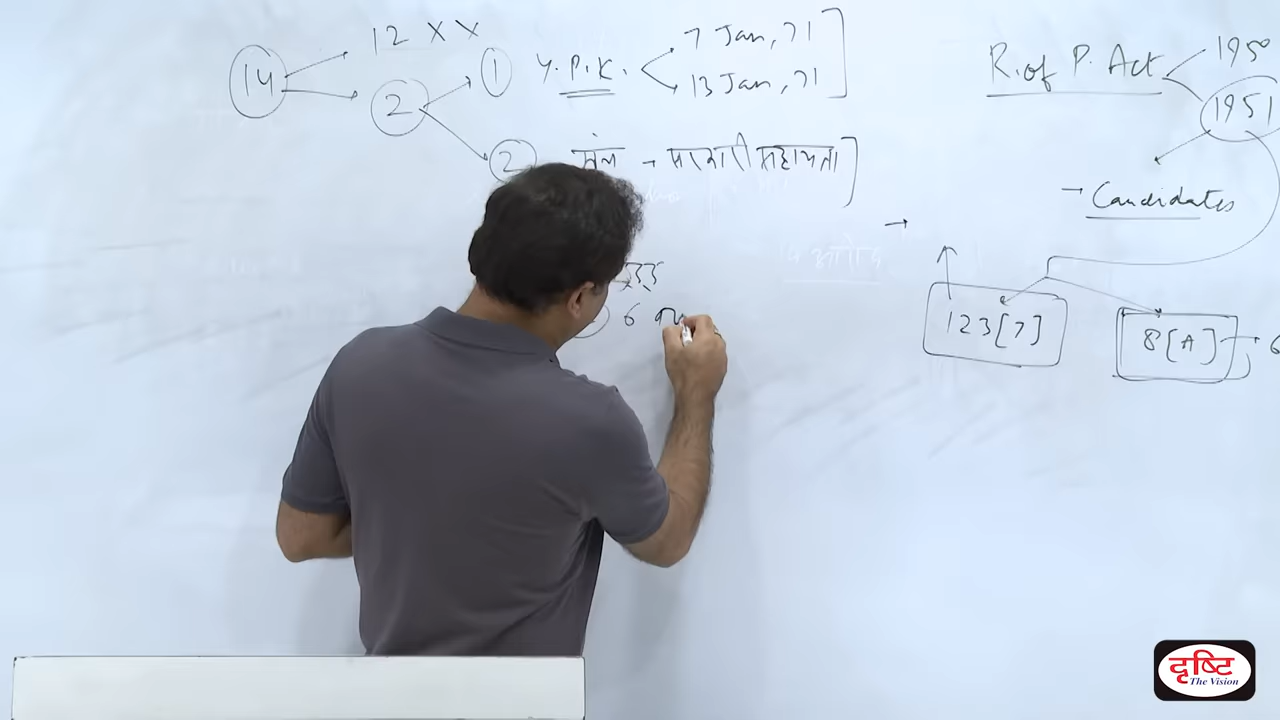 14
12 X X
2
1 Y.P.K. 7 Jan, 71
13 Jan, 71
2 मंच - सरकारी सहायता
R. of P. Act 1950
1951
- Candidates
6
123[7]
8[A] 6
दृष्टि
The Vision